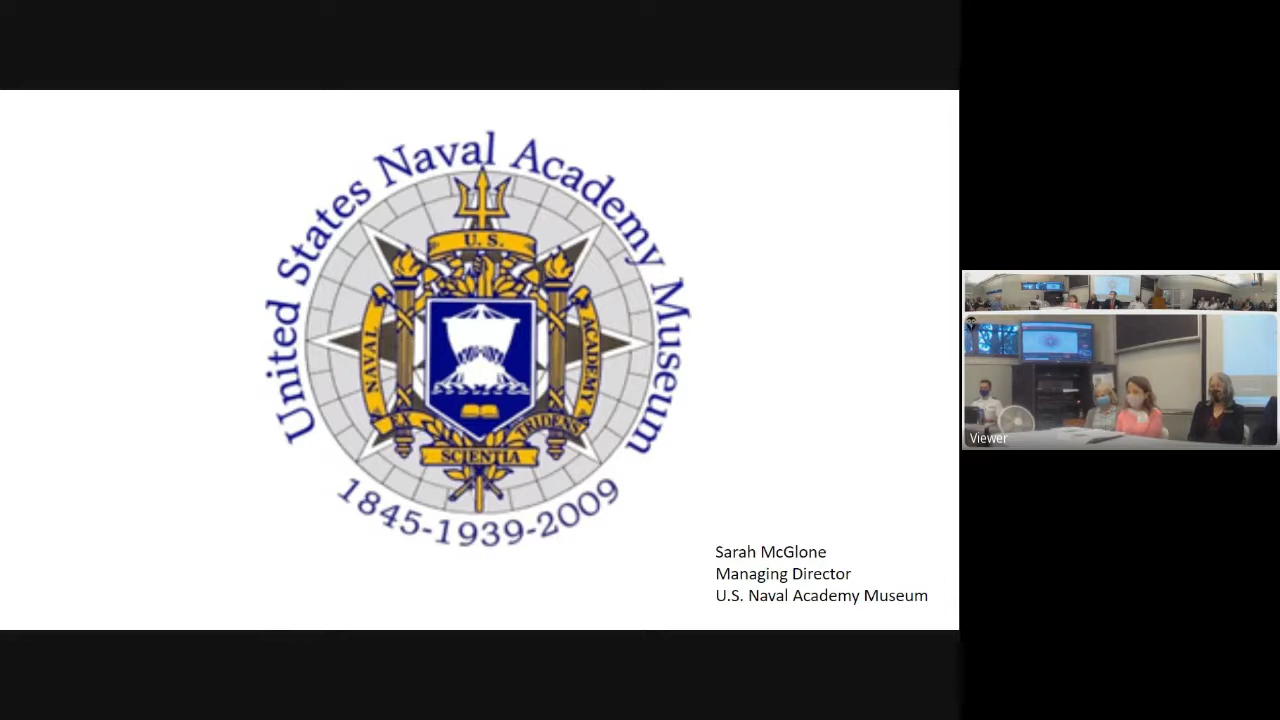 United States Naval Academy Museum
U. S.
NAVAL
ACADEMY
EX
SCIENTIA
TRIDENS
1845-1939-2009
Sarah McGlone
Managing Director
U.S. Naval Academy Museum
Viewer